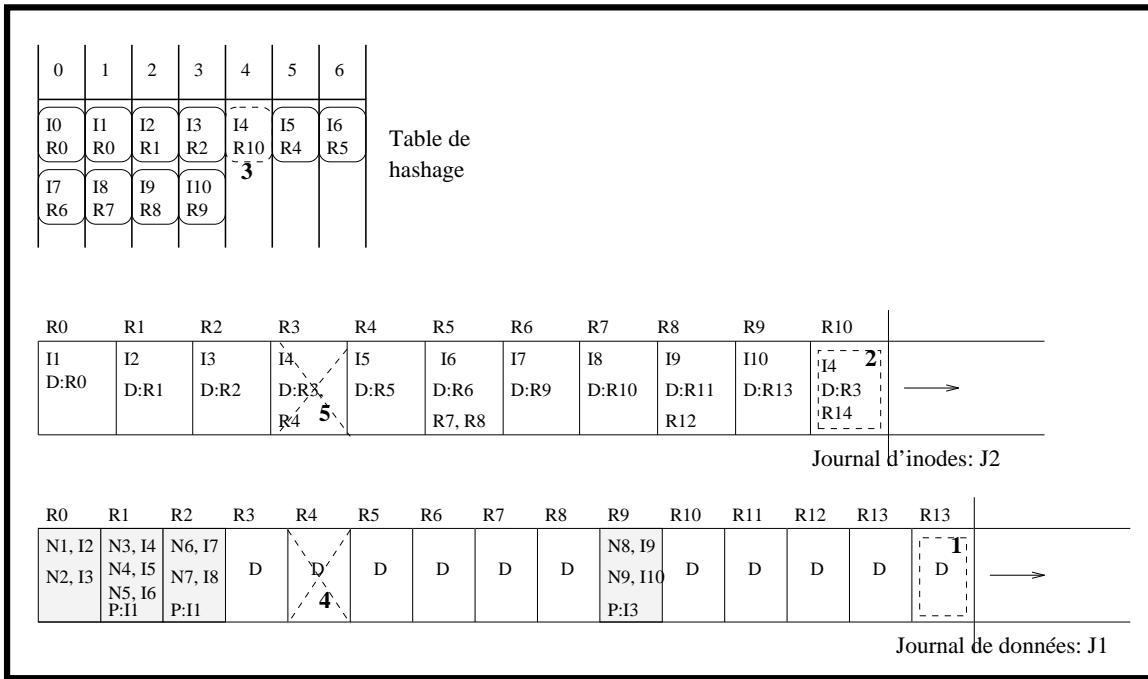 0 1 2 3 4 5 6
I0 I1 I2 I3 I4 I5 I6
R0 R0 R1 R2 R10 R4 R5
3
Table de
hashage
I7 I8 I9 I10
R6 R7 R8 R9
R0 R1 R2 R3 R4 R5 R6 R7 R8 R9 R10
I1 I2 I3 I4 I5 I6 I7 I8 I9 I10 I4 2
D:R0 D:R1 D:R2 D:R3, D:R5 D:R6 D:R9 D:R10 D:R11 D:R13 D:R3
R4 5 R7, R8 R12 R14
Journal d'inodes: J2
R0 R1 R2 R3 R4 R5 R6 R7 R8 R9 R10 R11 R12 R13 R13
N1, I2 N3, I4 N6, I7 N8, I9 1
N2, I3 N4, I5 N7, I8 D D D D D D N9, I10 D D D D D
N5, I6 4
P:I1 P:I1 P:I3
Journal de données: J1